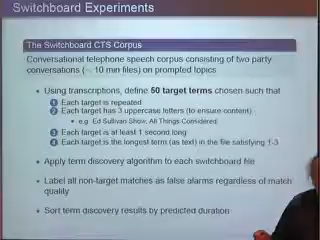 Switchboard Experiments
The Switchboard CTS Corpus
Conversational telephone speech corpus consisting of two party
conversations (~ 10 min files) on prompted topics
• Using transcriptions, define 50 target terms chosen such that
1 Each target is repeated
2 Each target has 3 uppercase letters (to ensure content)
• e.g. Ed Sullivan Show, All Things Considered
3 Each target is at least 1 second long
4 Each target is the longest term (as text) in the file satisfying 1-3
• Apply term discovery algorithm to each switchboard file
• Label all non-target matches as false alarms regardless of match
quality
• Sort term discovery results by predicted duration